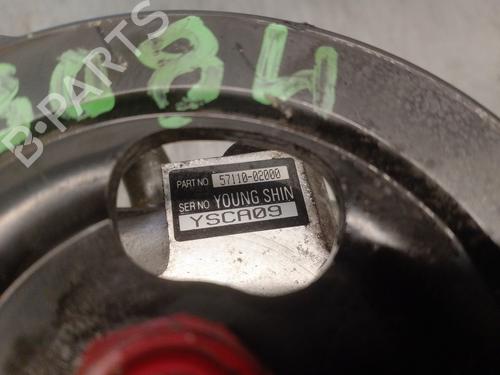 B-PARTS
PART NO 57110-02000
SER NO YOUNG SHIN
YSCA09